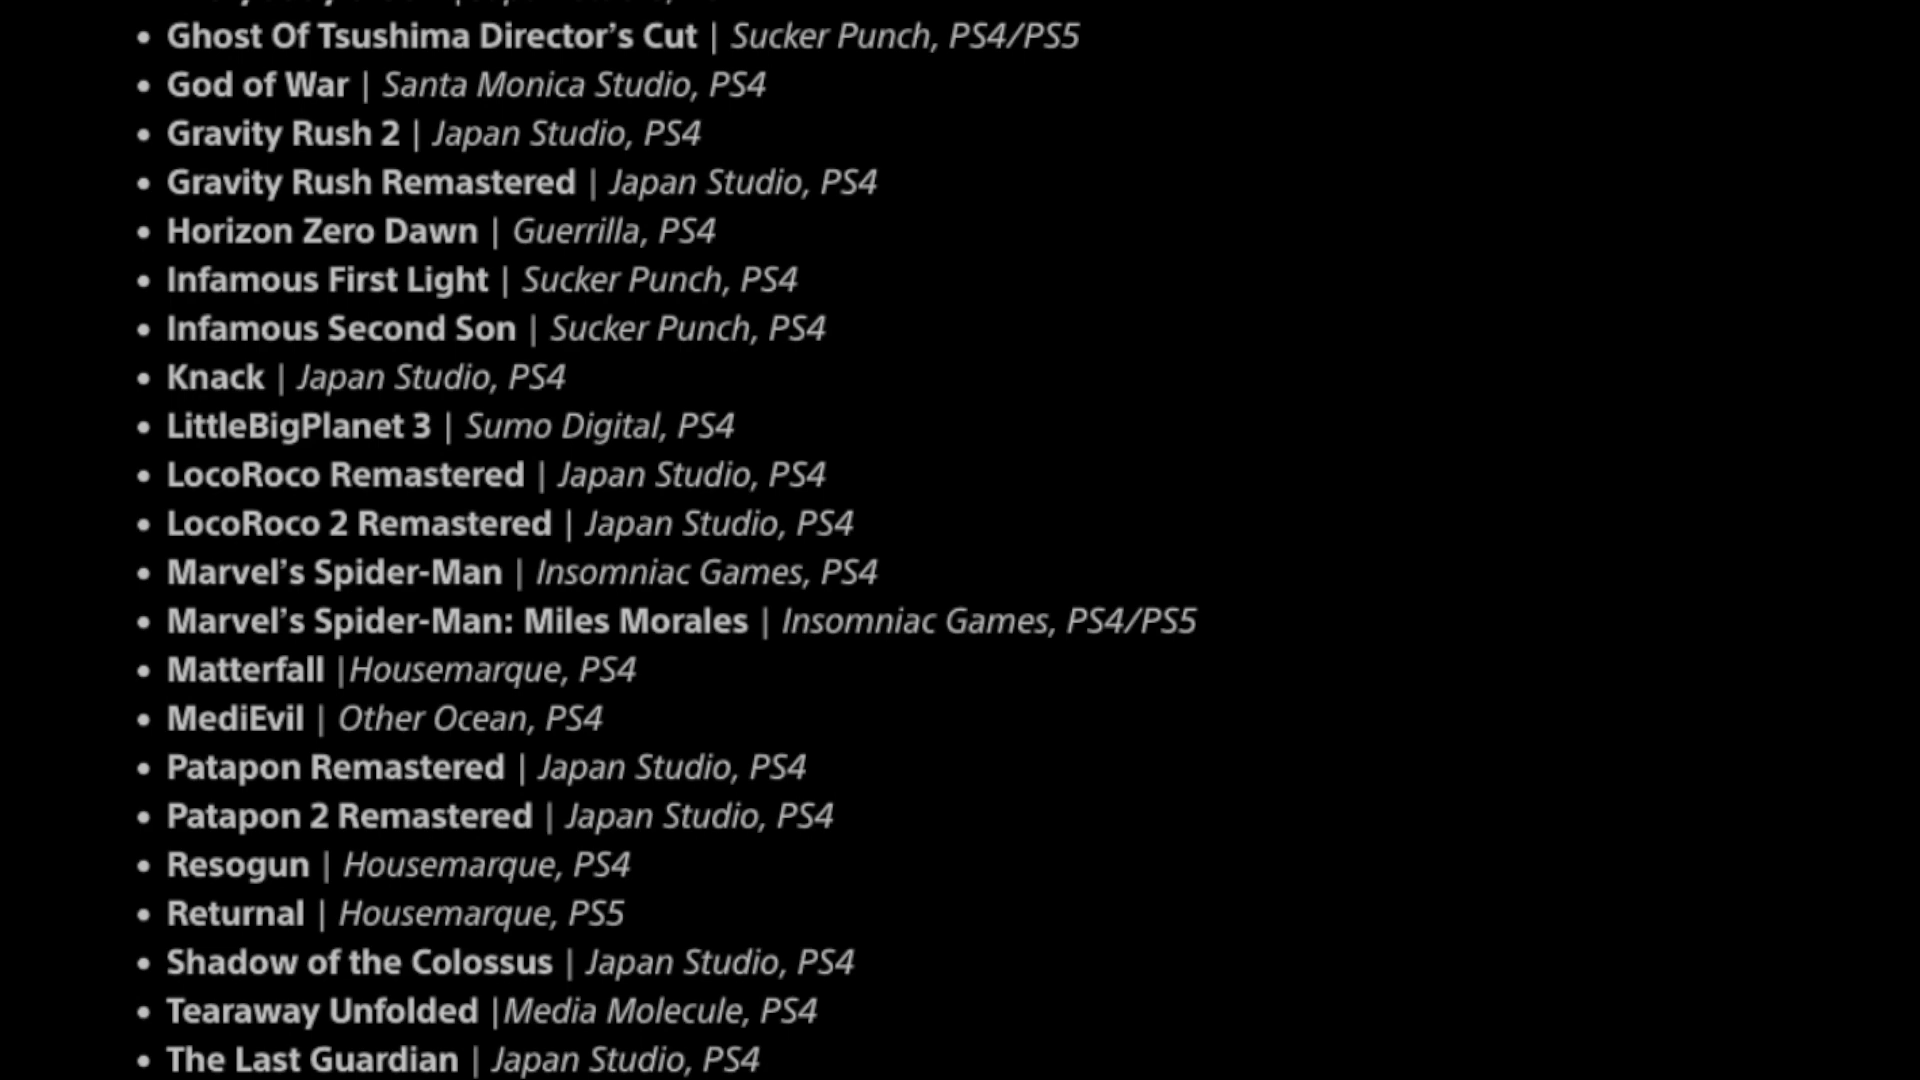 • Ghost Of Tsushima Director’s Cut | Sucker Punch, PS4/PS5
• God of War | Santa Monica Studio, PS4
• Gravity Rush 2 | Japan Studio, PS4
• Gravity Rush Remastered | Japan Studio, PS4
• Horizon Zero Dawn | Guerrilla, PS4
• Infamous First Light | Sucker Punch, PS4
• Infamous Second Son | Sucker Punch, PS4
• Knack | Japan Studio, PS4
• LittleBigPlanet 3 | Sumo Digital, PS4
• LocoRoco Remastered | Japan Studio, PS4
• LocoRoco 2 Remastered | Japan Studio, PS4
• Marvel’s Spider-Man | Insomniac Games, PS4
• Marvel’s Spider-Man: Miles Morales | Insomniac Games, PS4/PS5
• Matterfall |Housemarque, PS4
• MediEvil | Other Ocean, PS4
• Patapon Remastered | Japan Studio, PS4
• Patapon 2 Remastered | Japan Studio, PS4
• Resogun | Housemarque, PS4
• Returnal | Housemarque, PS5
• Shadow of the Colossus | Japan Studio, PS4
• Tearaway Unfolded |Media Molecule, PS4
• The Last Guardian | Japan Studio, PS4